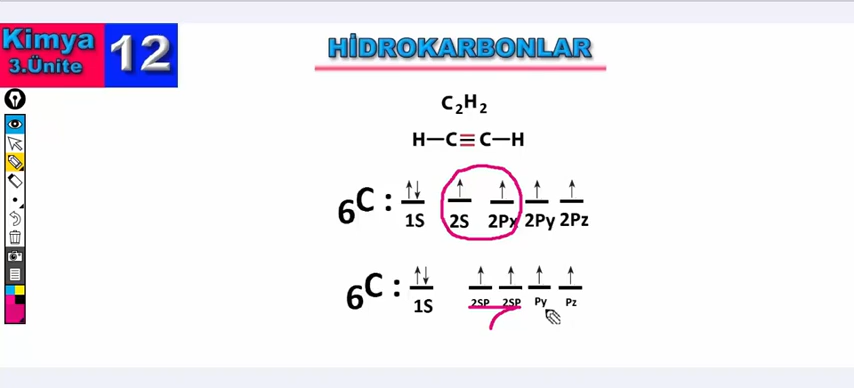 Kimya
3.Ünite
12
HİDROKARBONLAR
C₂H₂
H—C≡C—H
₆C : ↑↓ ↑ ↑ ↑ ↑
1S 2S 2Px 2Py 2Pz
₆C : ↑↓ ↑ ↑ ↑ ↑
1S 2SP 2SP Py Pz